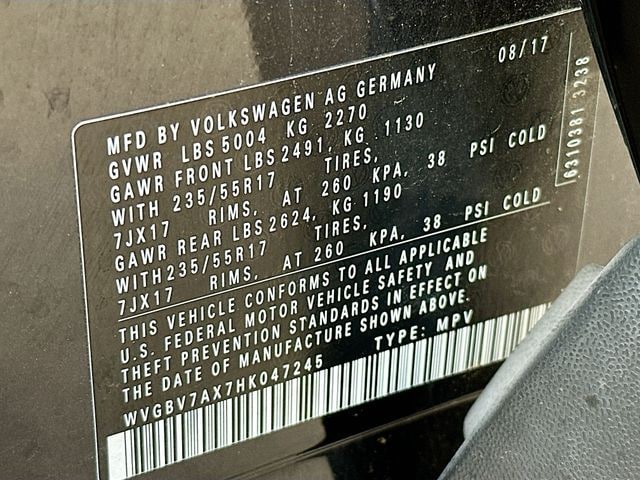 08/17
MFD BY VOLKSWAGEN AG GERMANY
GVWR LBS 5004 KG 2270
GAWR FRONT LBS 2491, KG 1130
WITH 235/55R17 TIRES,
7JX17 RIMS, AT 260 KPA, 38 PSI COLD
GAWR REAR LBS 2624, KG 1190
WITH 235/55R17 TIRES,
7JX17 RIMS, AT 260 KPA, 38 PSI COLD
THIS VEHICLE CONFORMS TO ALL APPLICABLE
U.S. FEDERAL MOTOR VEHICLE SAFETY AND
THEFT PREVENTION STANDARDS IN EFFECT ON
THE DATE OF MANUFACTURE SHOWN ABOVE.
WVGBV7AX7HK047245 TYPE: MPV
6310381 3238